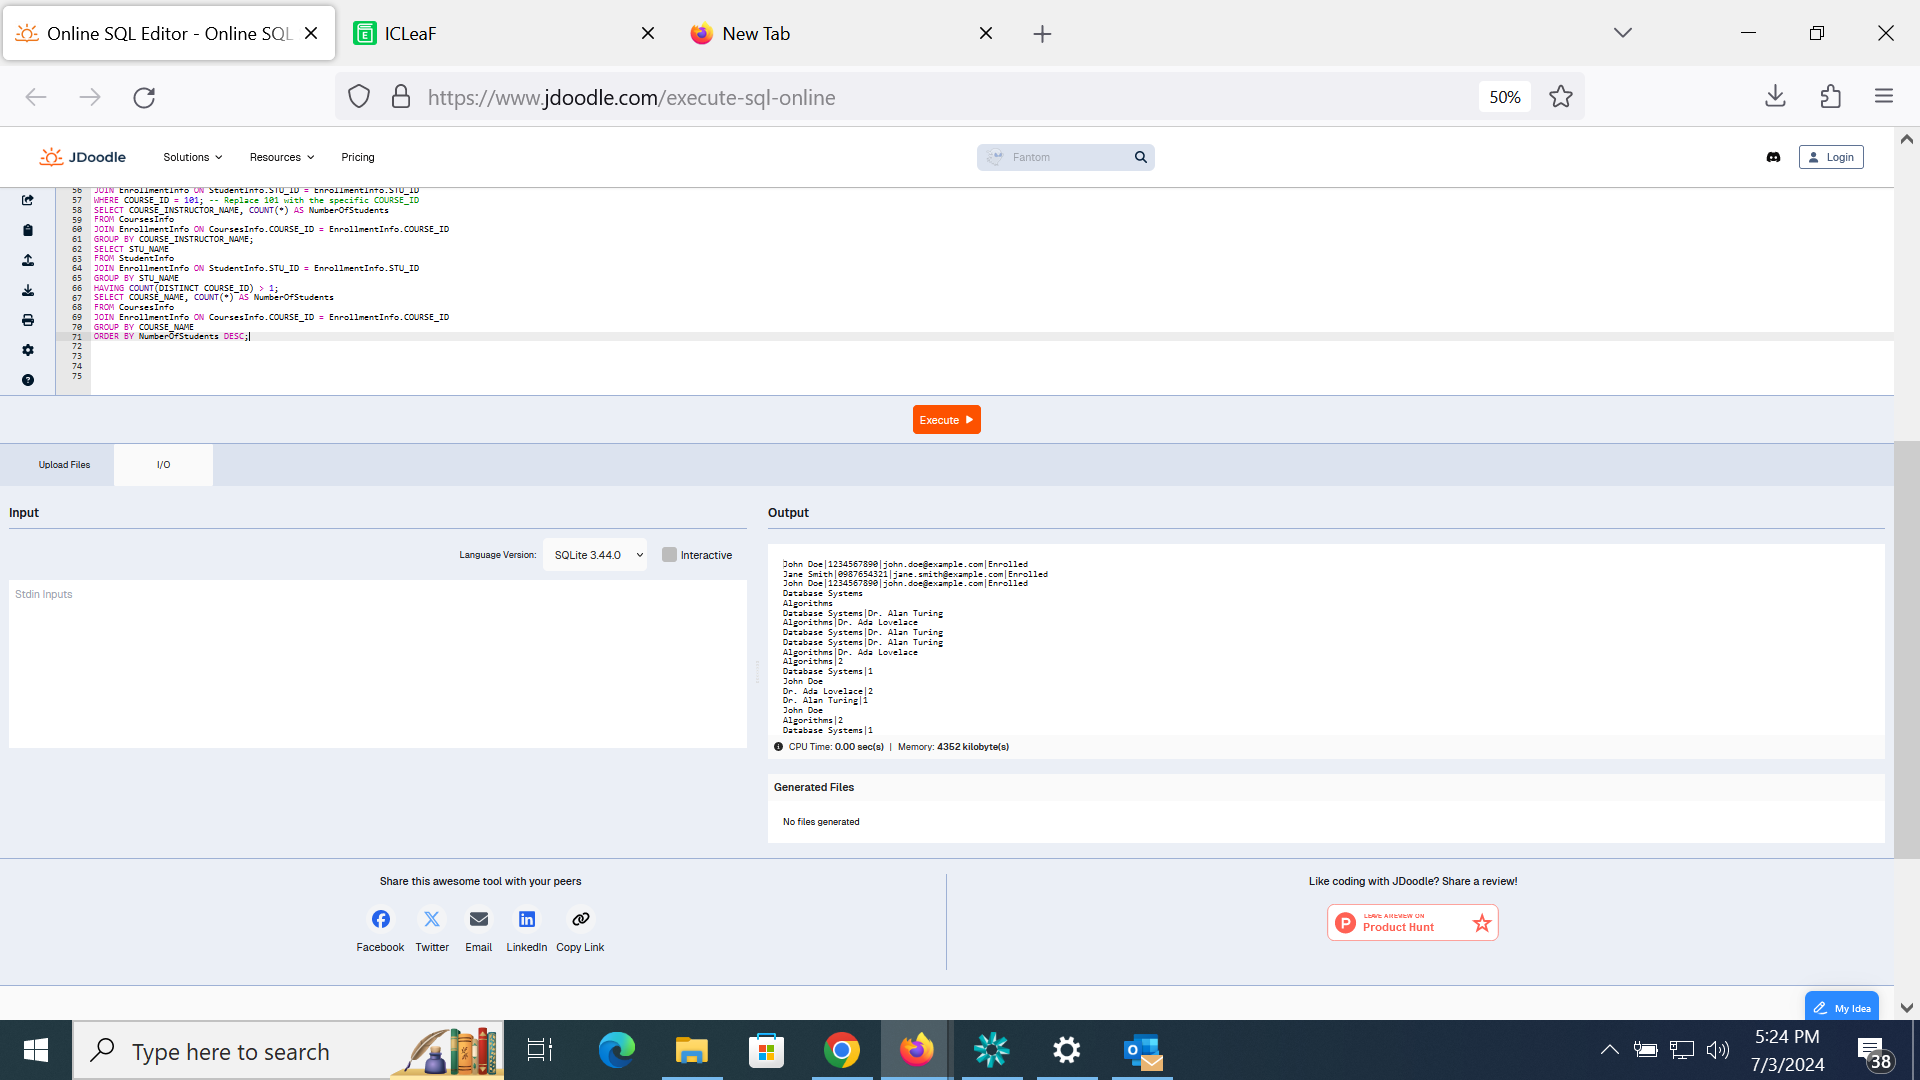 Online SQL Editor - Online SQL
ICLeaF
New Tab
https://www.jdoodle.com/execute-sql-online
50%
JDoodle
Solutions
Resources
Pricing
Fantom
Login
56 JOIN EnrollmentInfo ON StudentInfo.STU_ID = EnrollmentInfo.STU_ID
57 WHERE COURSE_ID = 101; -- Replace 101 with the specific COURSE_ID
58 SELECT COURSE_INSTRUCTOR_NAME, COUNT(*) AS NumberOfStudents
59 FROM CoursesInfo
60 JOIN EnrollmentInfo ON CoursesInfo.COURSE_ID = EnrollmentInfo.COURSE_ID
61 GROUP BY COURSE_INSTRUCTOR_NAME;
62 SELECT STU_NAME
63 FROM StudentInfo
64 JOIN EnrollmentInfo ON StudentInfo.STU_ID = EnrollmentInfo.STU_ID
65 GROUP BY STU_NAME
66 HAVING COUNT(DISTINCT COURSE_ID) > 1;
67 SELECT COURSE_NAME, COUNT(*) AS NumberOfStudents
68 FROM CoursesInfo
69 JOIN EnrollmentInfo ON CoursesInfo.COURSE_ID = EnrollmentInfo.COURSE_ID
70 GROUP BY COURSE_NAME
71 ORDER BY NumberOfStudents DESC;
72
73
74
75
Execute
Upload Files
I/O
Input
Language Version:
SQLite 3.44.0
Interactive
Stdin Inputs
Output
John Doe|1234567890|john.doe@example.com|Enrolled
Jane Smith|0987654321|jane.smith@example.com|Enrolled
John Doe|1234567890|john.doe@example.com|Enrolled
Database Systems
Algorithms
Database Systems|Dr. Alan Turing
Algorithms|Dr. Ada Lovelace
Database Systems|Dr. Alan Turing
Database Systems|Dr. Alan Turing
Algorithms|Dr. Ada Lovelace
Algorithms|2
Database Systems|1
John Doe
Dr. Ada Lovelace|2
Dr. Alan Turing|1
John Doe
Algorithms|2
Database Systems|1
CPU Time: 0.00 sec(s) | Memory: 4352 kilobyte(s)
Generated Files
No files generated
Share this awesome tool with your peers
Facebook
Twitter
Email
LinkedIn
Copy Link
Like coding with JDoodle? Share a review!
LEAVE A REVIEW ON
Product Hunt
My Idea
Type here to search
5:24 PM
7/3/2024
38